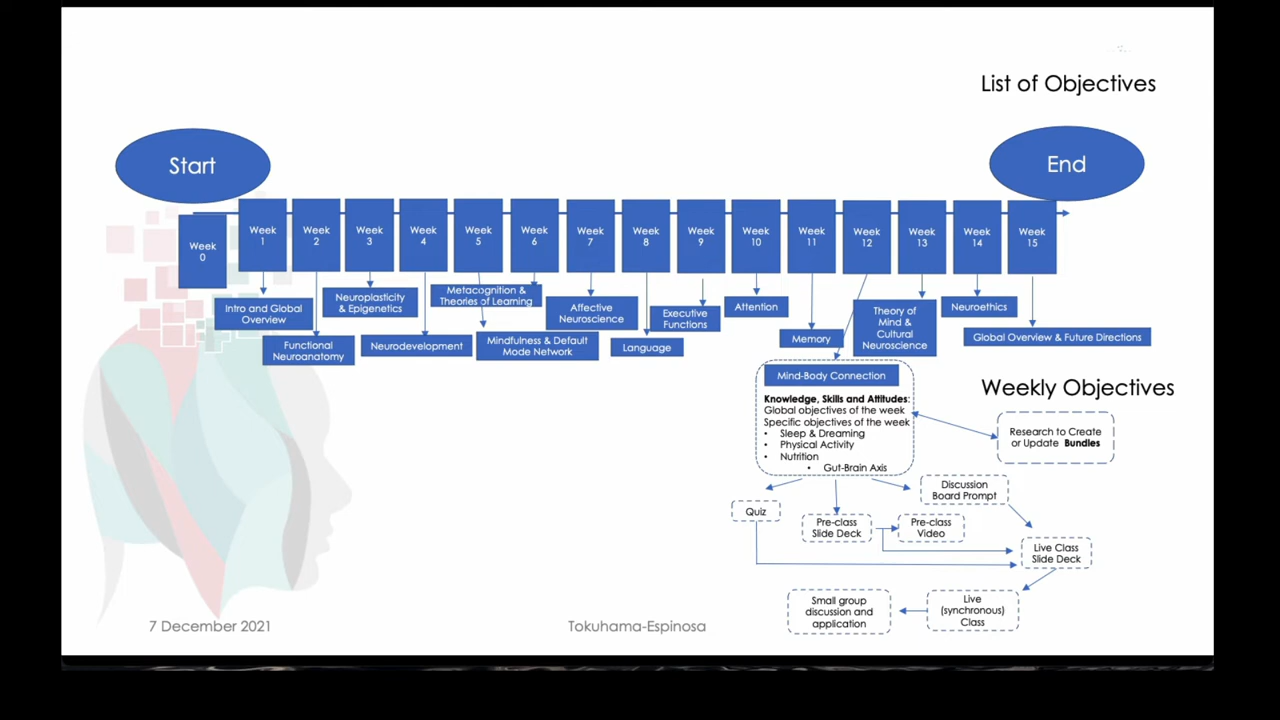 List of Objectives
Start
End
Week
0
Week
1
Week
2
Week
3
Week
4
Week
5
Week
6
Week
7
Week
8
Week
9
Week
10
Week
11
Week
12
Week
13
Week
14
Week
15
Intro and Global
Overview
Functional
Neuroanatomy
Neuroplasticity
& Epigenetics
Neurodevelopment
Metacognition &
Theories of Learning
Mindfulness & Default
Mode Network
Affective
Neuroscience
Language
Executive
Functions
Attention
Memory
Theory of
Mind &
Cultural
Neuroscience
Neuroethics
Global Overview & Future Directions
Weekly Objectives
Mind-Body Connection
Knowledge, Skills and Attitudes:
Global objectives of the week
Specific objectives of the week
• Sleep & Dreaming
• Physical Activity
• Nutrition
• Gut-Brain Axis
Research to Create
or Update Bundles
Quiz
Pre-class
Slide Deck
Pre-class
Video
Discussion
Board Prompt
Live Class
Slide Deck
Live
(synchronous)
Class
Small group
discussion and
application
7 December 2021
Tokuhama-Espinosa